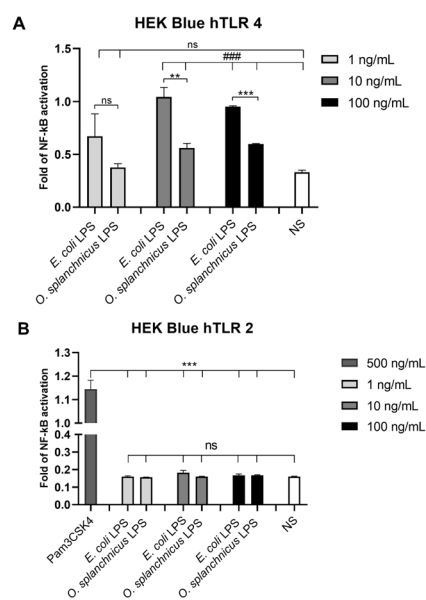 A
HEK Blue hTLR 4
Fold of NF-kB activation
1.5
1.0
0.5
0.0
ns
###
ns
**
***
1 ng/mL
10 ng/mL
100 ng/mL
E. coli LPS
O. splanchnicus LPS
E. coli LPS
O. splanchnicus LPS
E. coli LPS
O. splanchnicus LPS
NS
B
HEK Blue hTLR 2
Fold of NF-kB activation
1.3
1.2
1.1
1.0
0.4
0.3
0.2
0.1
0.0
***
ns
500 ng/mL
1 ng/mL
10 ng/mL
100 ng/mL
Pam3CSK4
E. coli LPS
O. splanchnicus LPS
E. coli LPS
O. splanchnicus LPS
E. coli LPS
O. splanchnicus LPS
NS